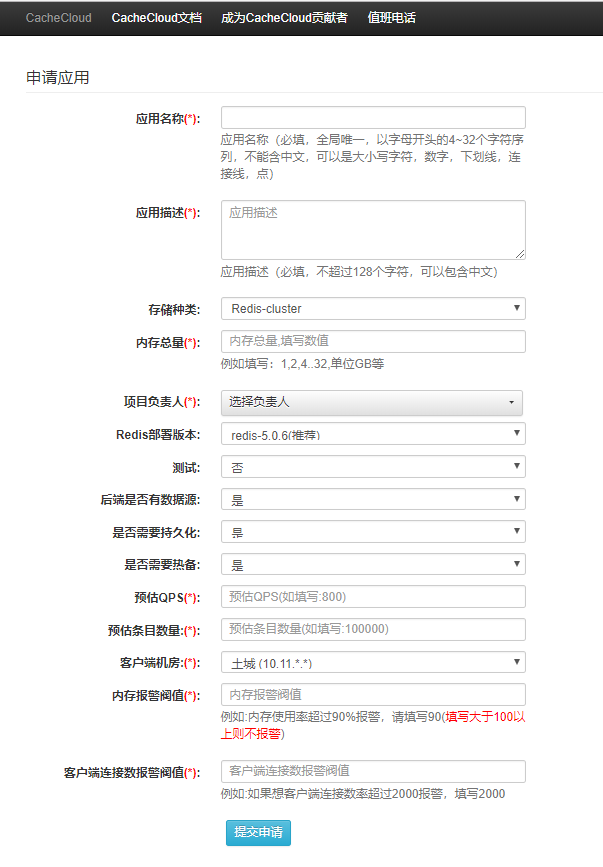 CacheCloud CacheCloud文档 成为CacheCloud贡献者 值班电话
申请应用
应用名称(*):
应用名称（必填，全局唯一，以字母开头的4~32个字符序
列，不能含中文，可以是大小写字符，数字，下划线，连
接线，点）
应用描述(*): 应用描述
应用描述（必填，不超过128个字符，可以包含中文）
存储种类: Redis-cluster
内存总量(*): 内存总量,填写数值
例如填写：1,2,4..32,单位GB等
项目负责人(*): 选择负责人
Redis部署版本: redis-5.0.6(推荐)
测试: 否
后端是否有数据源: 是
是否需要持久化: 是
是否需要热备: 是
预估QPS(*): 预估QPS(如填写:800)
预估条目数量:(*): 预估条目数量(如填写:100000)
客户端机房:(*): 土城 (10.11.*.*)
内存报警阀值(*): 内存报警阀值
例如:内存使用率超过90%报警，请填写90(填写大于100以
上则不报警)
客户端连接数报警阀值(*): 客户端连接数报警阀值
例如:如果想客户端连接数率超过2000报警，填写2000
提交申请